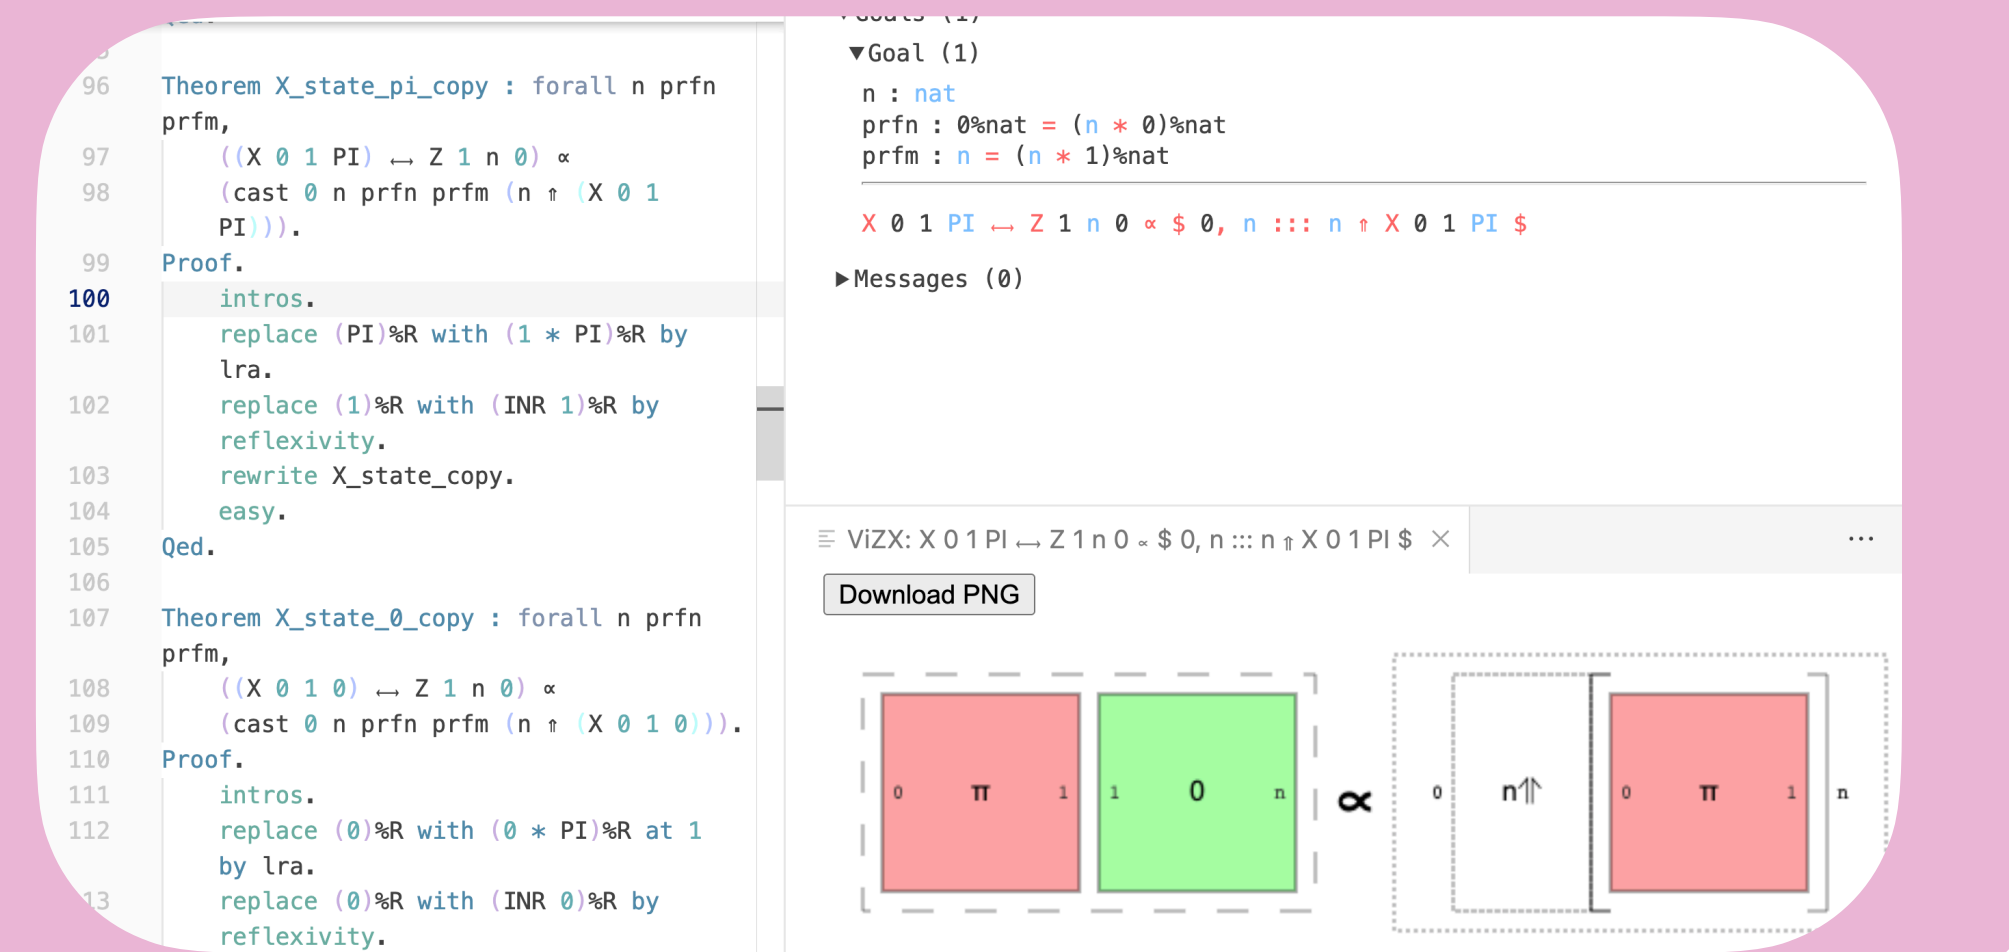 96 Theorem X_state_pi_copy : forall n prfn
prfm,
97 ((X 0 1 PI) ⟷ Z 1 n 0) ∝
98 (cast 0 n prfn prfm (n ⇑ (X 0 1
PI))).
99 Proof.
100 intros.
101 replace (PI)%R with (1 * PI)%R by
lra.
102 replace (1)%R with (INR 1)%R by
reflexivity.
103 rewrite X_state_copy.
104 easy.
105 Qed.
106
107 Theorem X_state_0_copy : forall n prfn
prfm,
108 ((X 0 1 0) ⟷ Z 1 n 0) ∝
109 (cast 0 n prfn prfm (n ⇑ (X 0 1 0))).
110 Proof.
111 intros.
112 replace (0)%R with (0 * PI)%R at 1
by lra.
13 replace (0)%R with (INR 0)%R by
reflexivity.
Goals (1)
▼Goal (1)
n : nat
prfn : 0%nat = (n * 0)%nat
prfm : n = (n * 1)%nat
X 0 1 PI ⟷ Z 1 n 0 ∝ $ 0, n ::: n ⇑ X 0 1 PI $
▶Messages (0)
ViZX: X 0 1 PI ⟷ Z 1 n 0 ∝ $ 0, n ::: n ⇑ X 0 1 PI $ ×
...
Download PNG
0 π 1 1 0 n ∝ 0 n⇑ 0 π 1 n